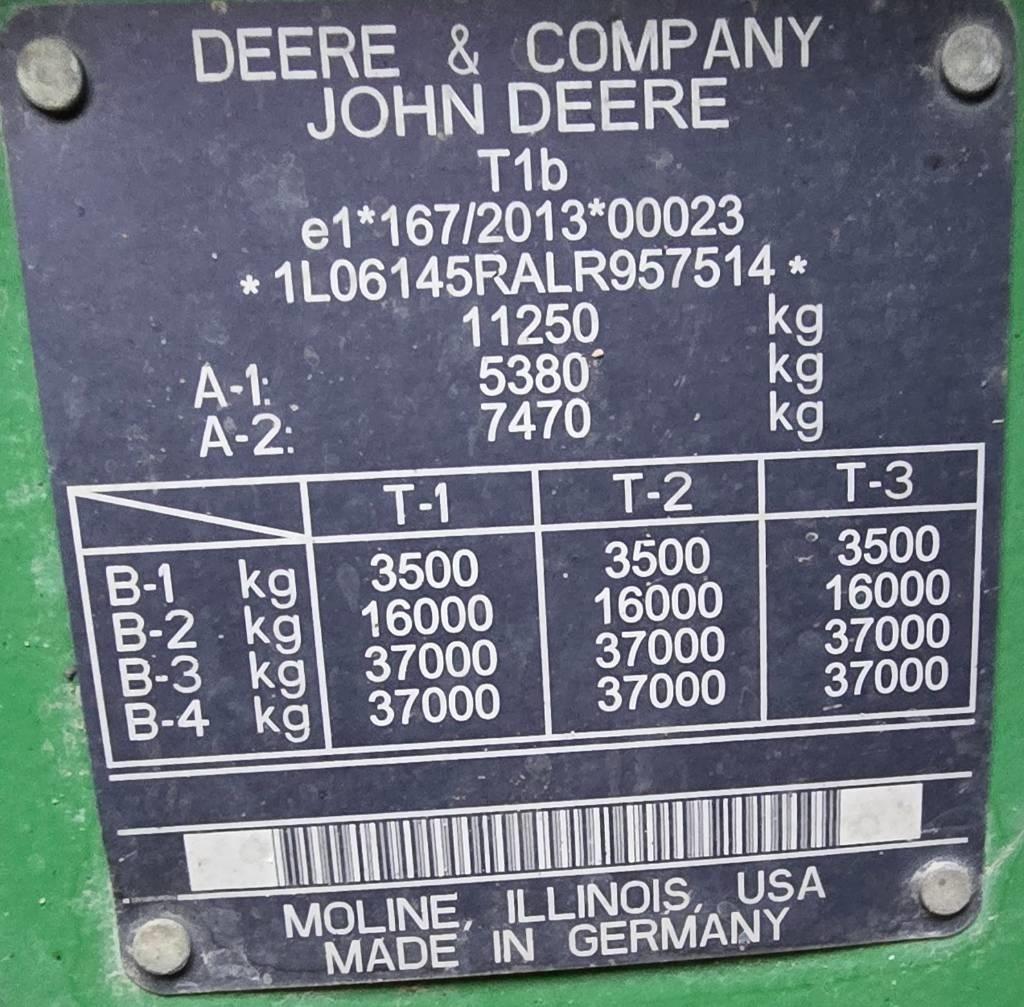 DEERE & COMPANY
JOHN DEERE
T1b
e1*167/2013*00023
* 1L06145RALR957514 *
11250 kg
A-1: 5380 kg
A-2: 7470 kg
T-1 T-2 T-3
B-1 kg 3500 3500 3500
B-2 kg 16000 16000 16000
B-3 kg 37000 37000 37000
B-4 kg 37000 37000 37000
MOLINE, ILLINOIS, USA
MADE IN GERMANY